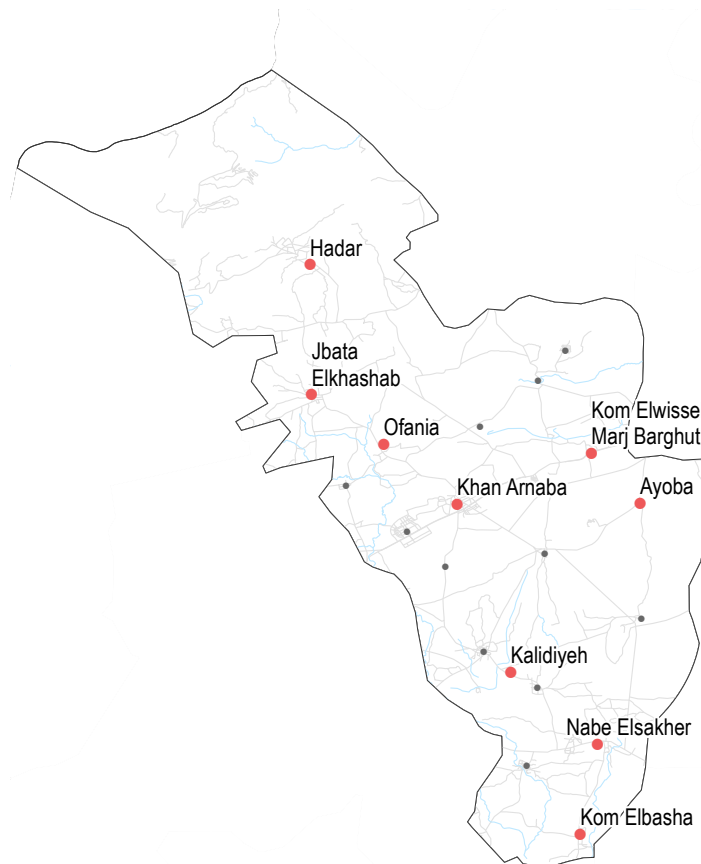 Hadar
Jbata
Elkhashab
Ofania
Kom Elwisse
Marj Barghut
Khan Arnaba
Ayoba
Kalidiyeh
Nabe Elsakher
Kom Elbasha